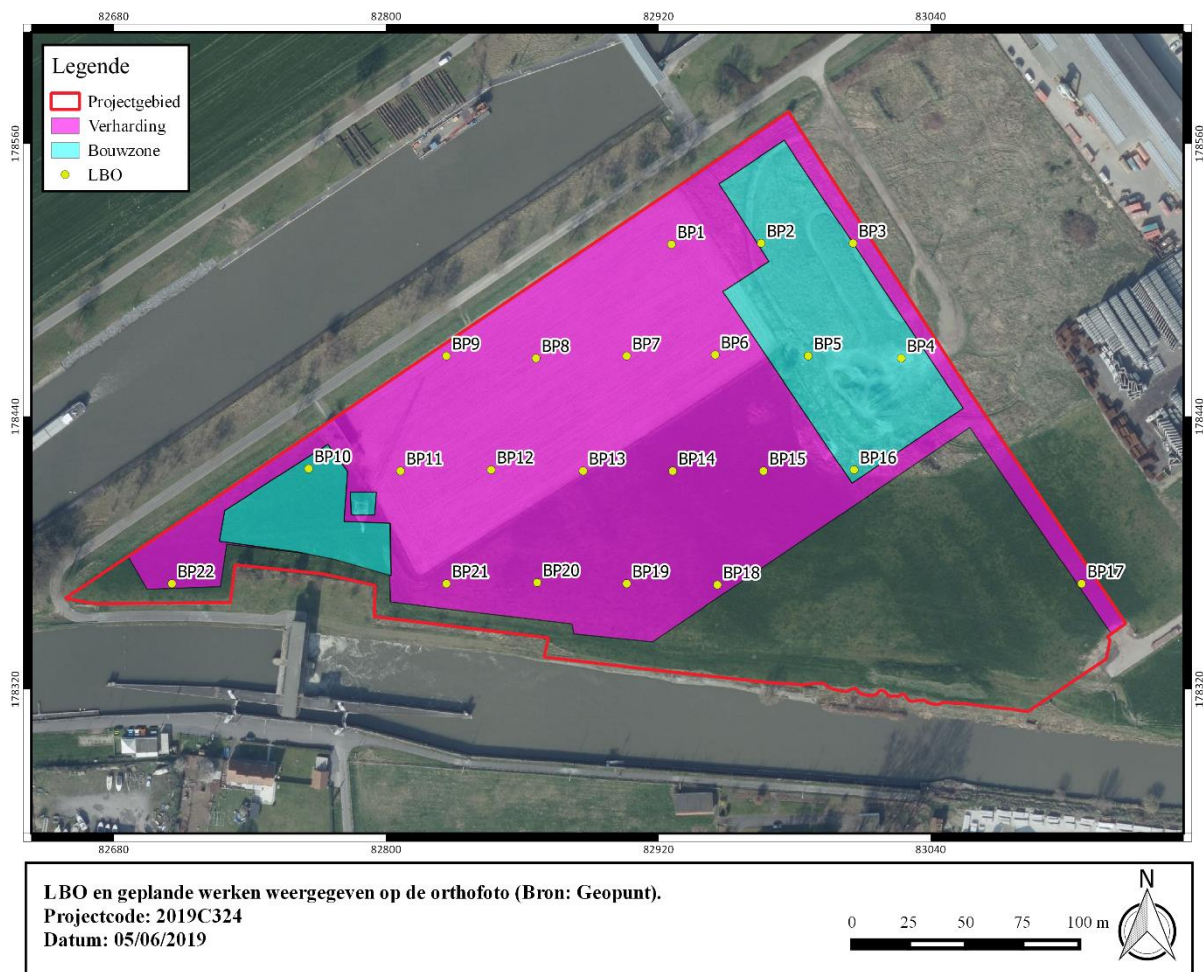 82680 82800 82920 83040
Legende
Projectgebied
Verharding
Bouwzone
LBO
178560 178560
BP1 BP2 BP3
BP9 BP8 BP7 BP6 BP5 BP4
178440 178440
BP10 BP11 BP12 BP13 BP14 BP15 BP16
BP22 BP21 BP20 BP19 BP18 BP17
178320 178320
82680 82800 82920 83040
LBO en geplande werken weergegeven op de orthofoto (Bron: Geopunt).
Projectcode: 2019C324
Datum: 05/06/2019
0 25 50 75 100 m
N